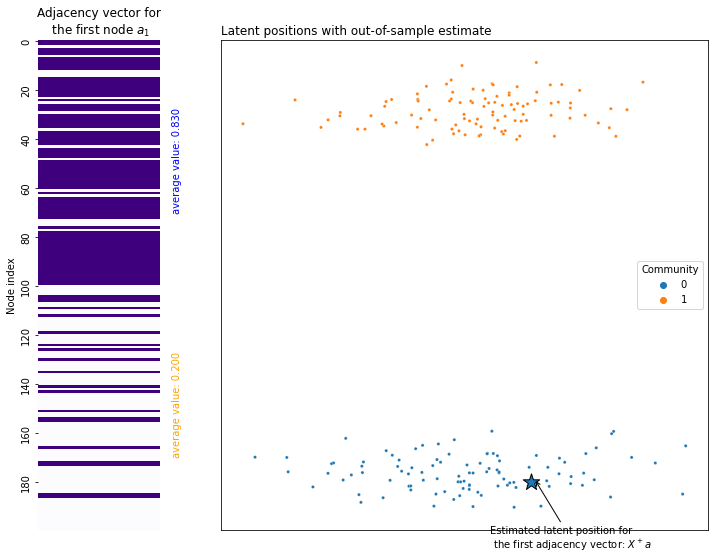 Adjacency vector for
the first node a₁
Latent positions with out-of-sample estimate
Node index
0
20
40
60
80
100
120
140
160
180
average value: 0.830
average value: 0.200
Community
0
1
Estimated latent position for
the first adjacency vector: X⁺a